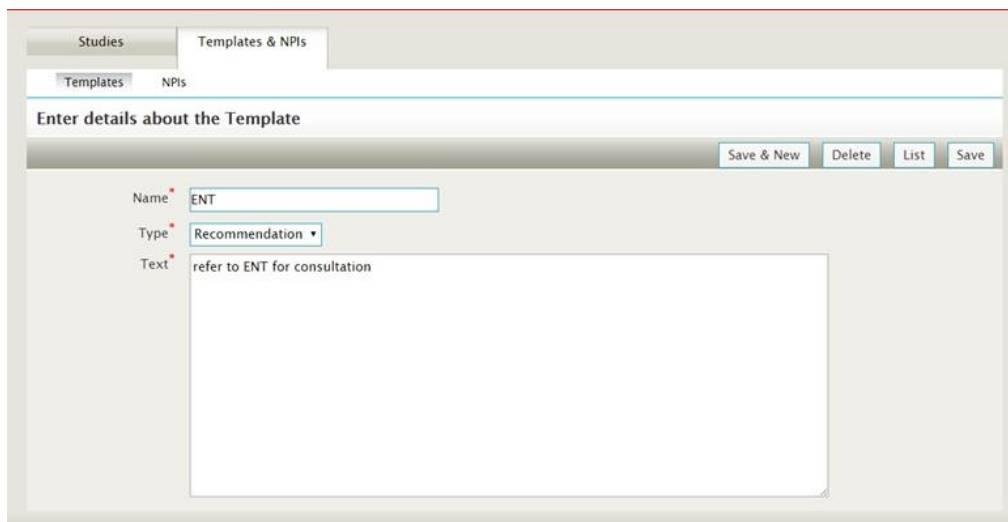 Studies Templates & NPIs
Templates NPIs
Enter details about the Template
Save & New Delete List Save
Name* ENT
Type* Recommendation
Text* refer to ENT for consultation